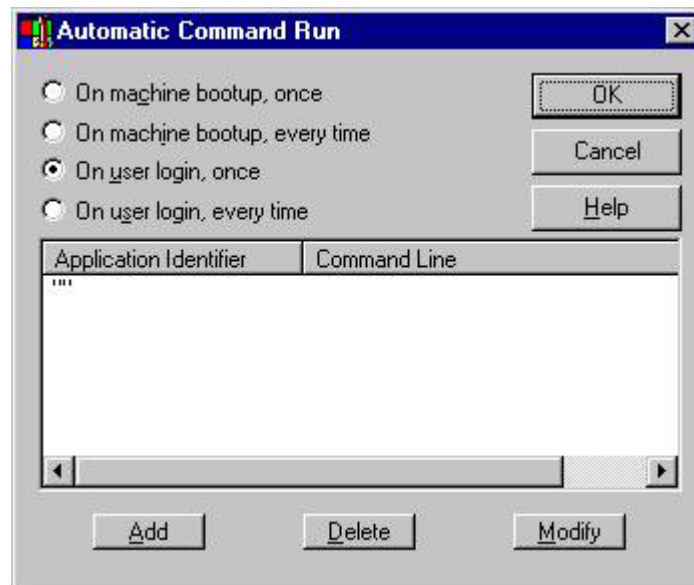 Automatic Command Run
On machine bootup, once
On machine bootup, every time
On user login, once
On user login, every time
OK
Cancel
Help
Application Identifier Command Line
""
Add Delete Modify